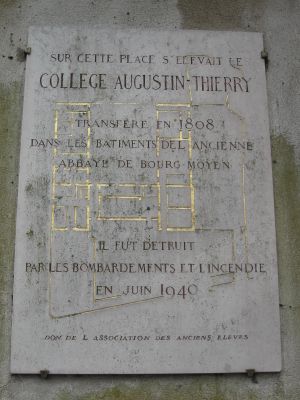 SUR CETTE PLACE S'ELEVAIT LE
COLLEGE AUGUSTIN-THIERRY
TRANSFERE EN 1808
DANS LES BATIMENTS DE L'ANCIENNE
ABBAYE DE BOURG MOYEN
IL FUT DETRUIT
PAR LES BOMBARDEMENTS ET L'INCENDIE
EN JUIN 1940
DON DE L ASSOCIATION DES ANCIENS ELEVES